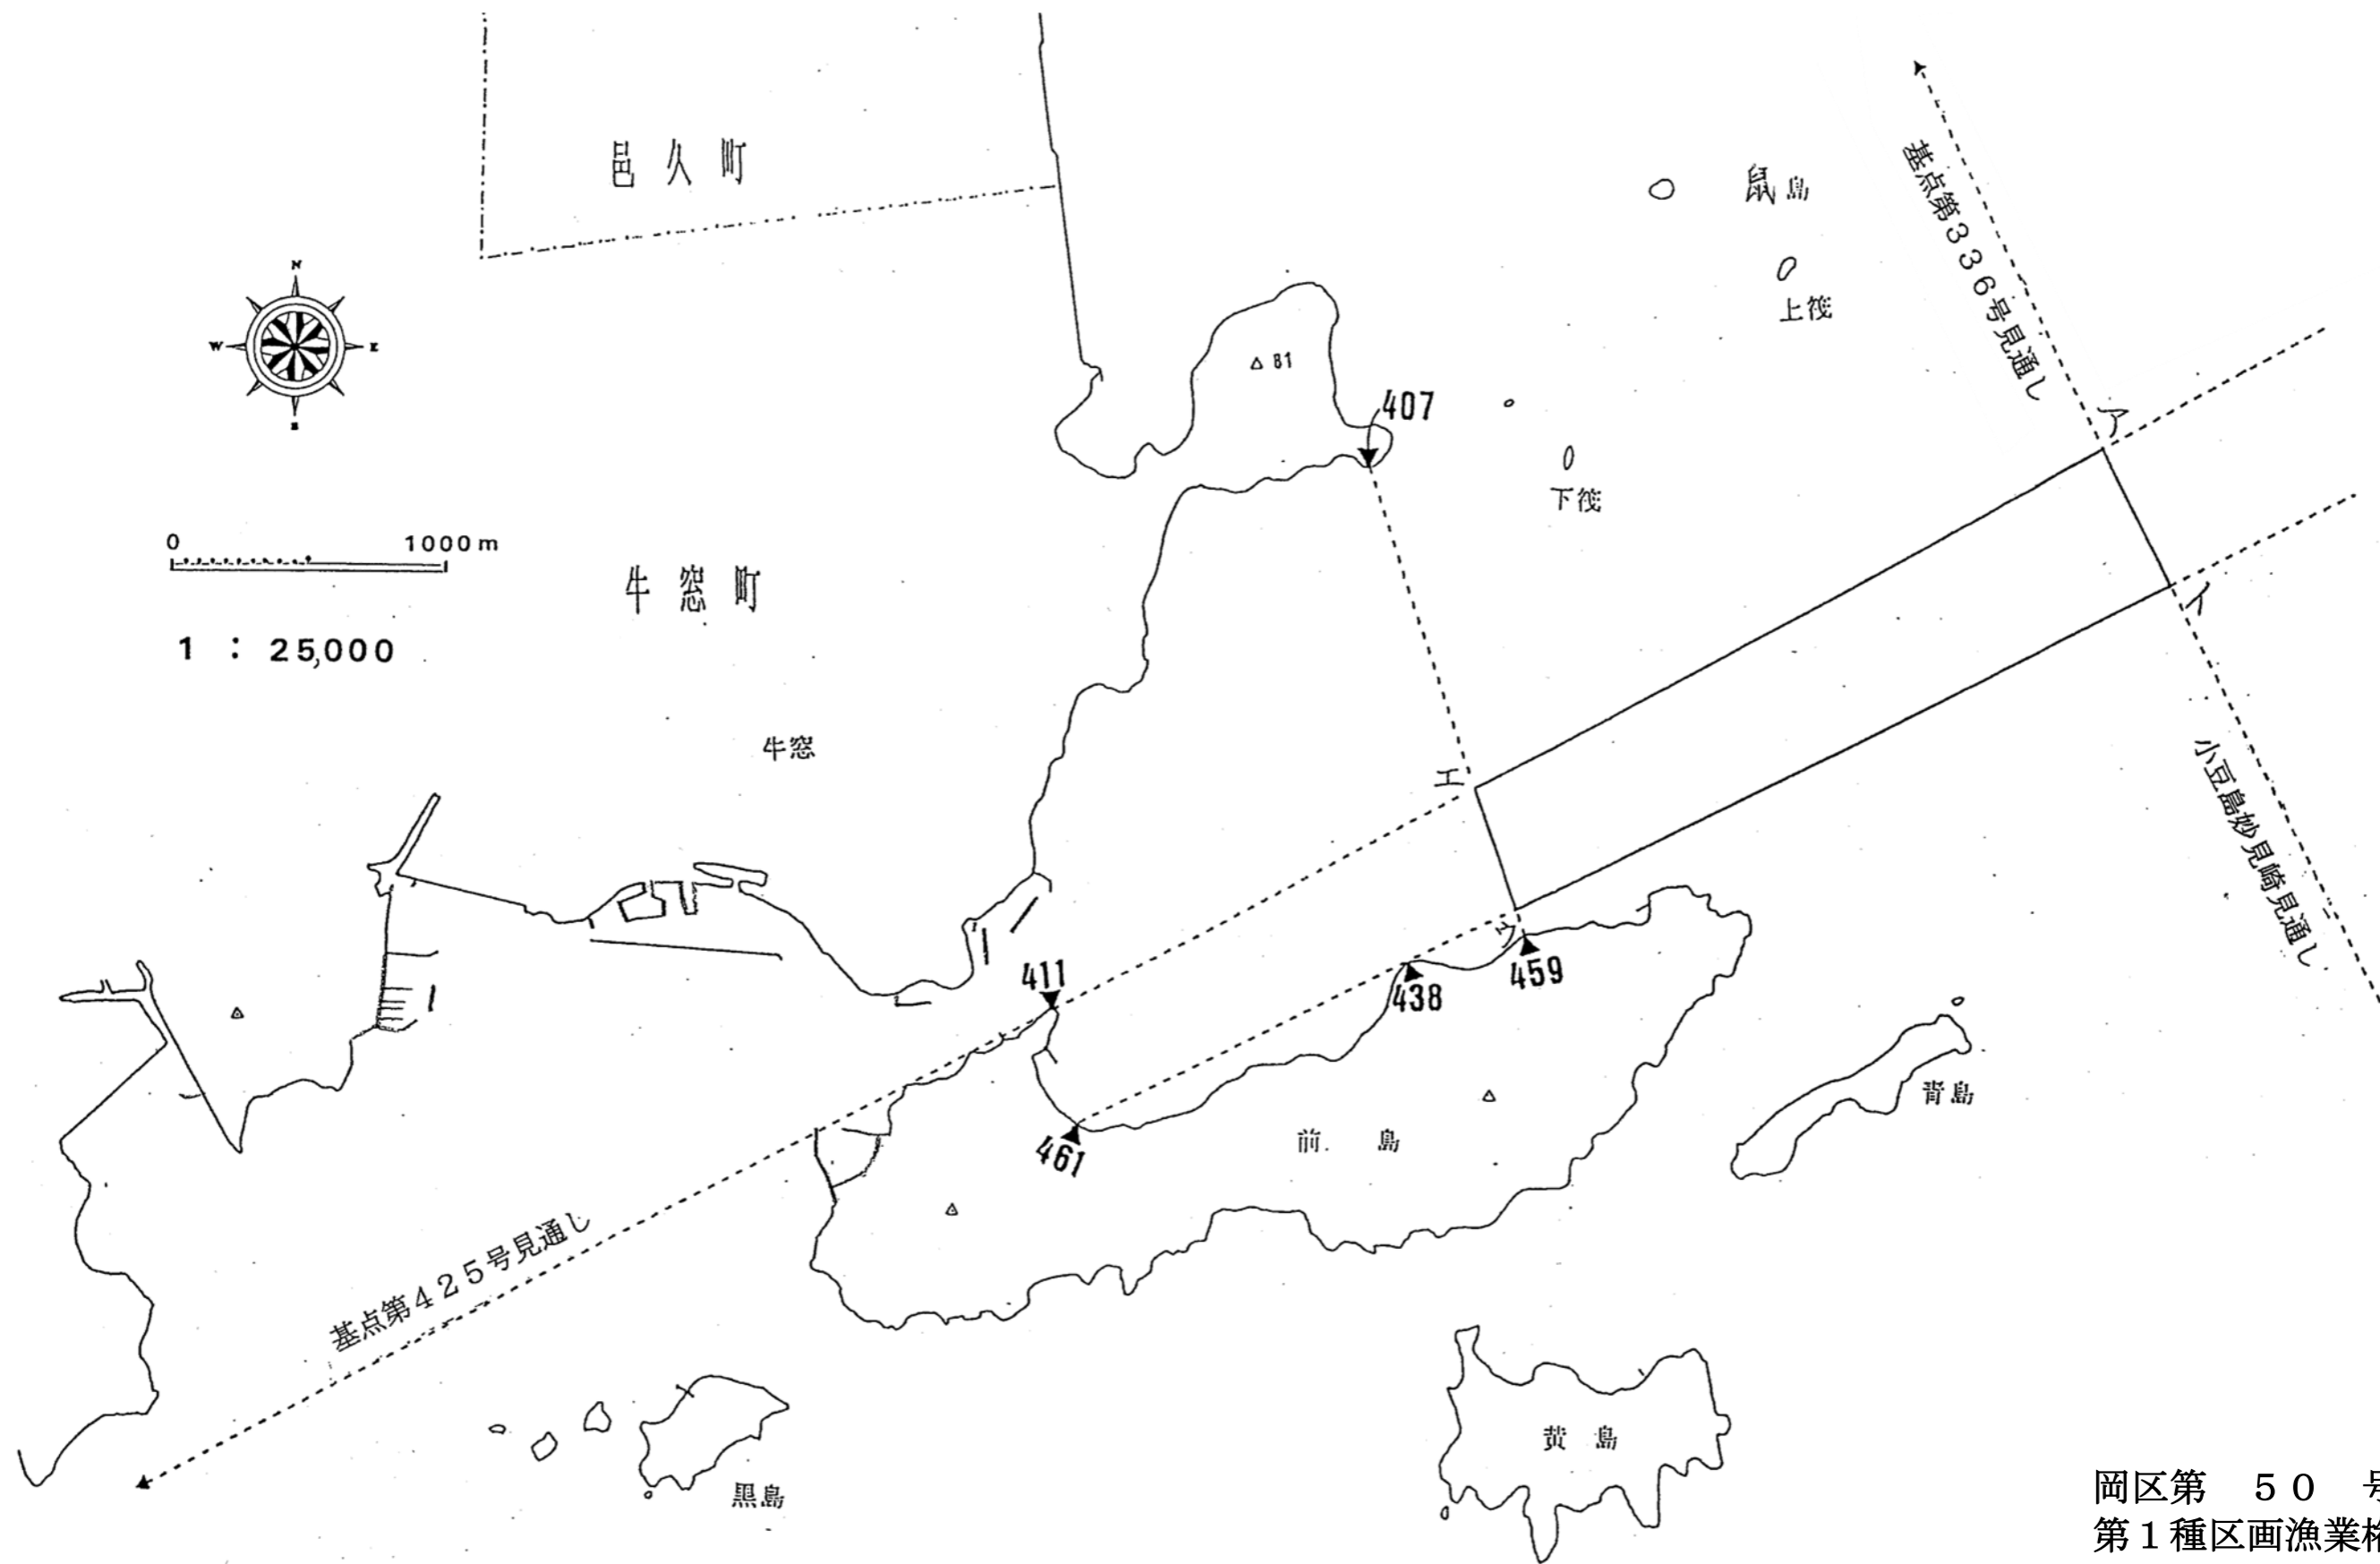 邑久町
鼠島
基点第336号見通し
上筏
N
W
E
S
△ 81
407
ア
下筏
0 1000m
1 : 25,000
牛窓町
イ
牛窓
エ
小豆島妙見崎見通し
ウ
411
438
459
461
前島
青島
基点第425号見通し
黒島
黄島
岡区第 50 号
第1種区画漁業